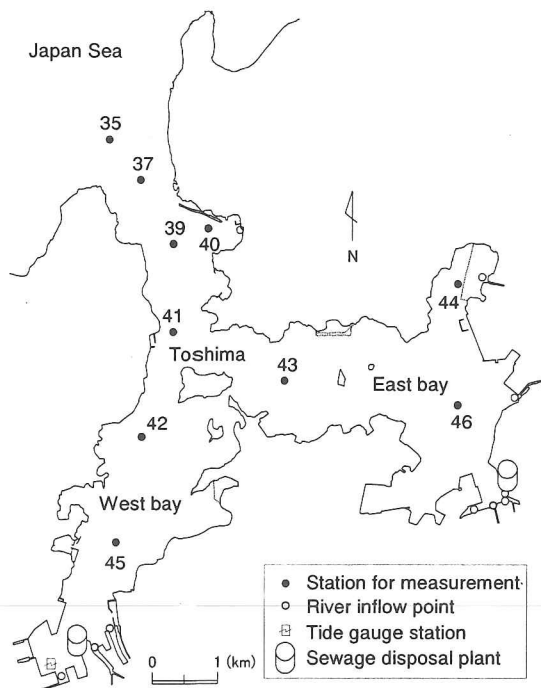 Japan Sea
35
37
39
40
N
44
41
Toshima
43
East bay
46
42
West bay
45
Station for measurement
River inflow point
Tide gauge station
Sewage disposal plant
0 1 (km)